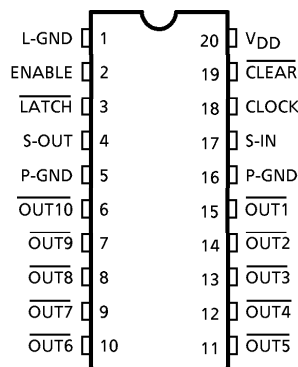 L-GND 1 20 VDD
ENABLE 2 19 CLEAR
LATCH 3 18 CLOCK
S-OUT 4 17 S-IN
P-GND 5 16 P-GND
OUT10 6 15 OUT1
OUT9 7 14 OUT2
OUT8 8 13 OUT3
OUT7 9 12 OUT4
OUT6 10 11 OUT5